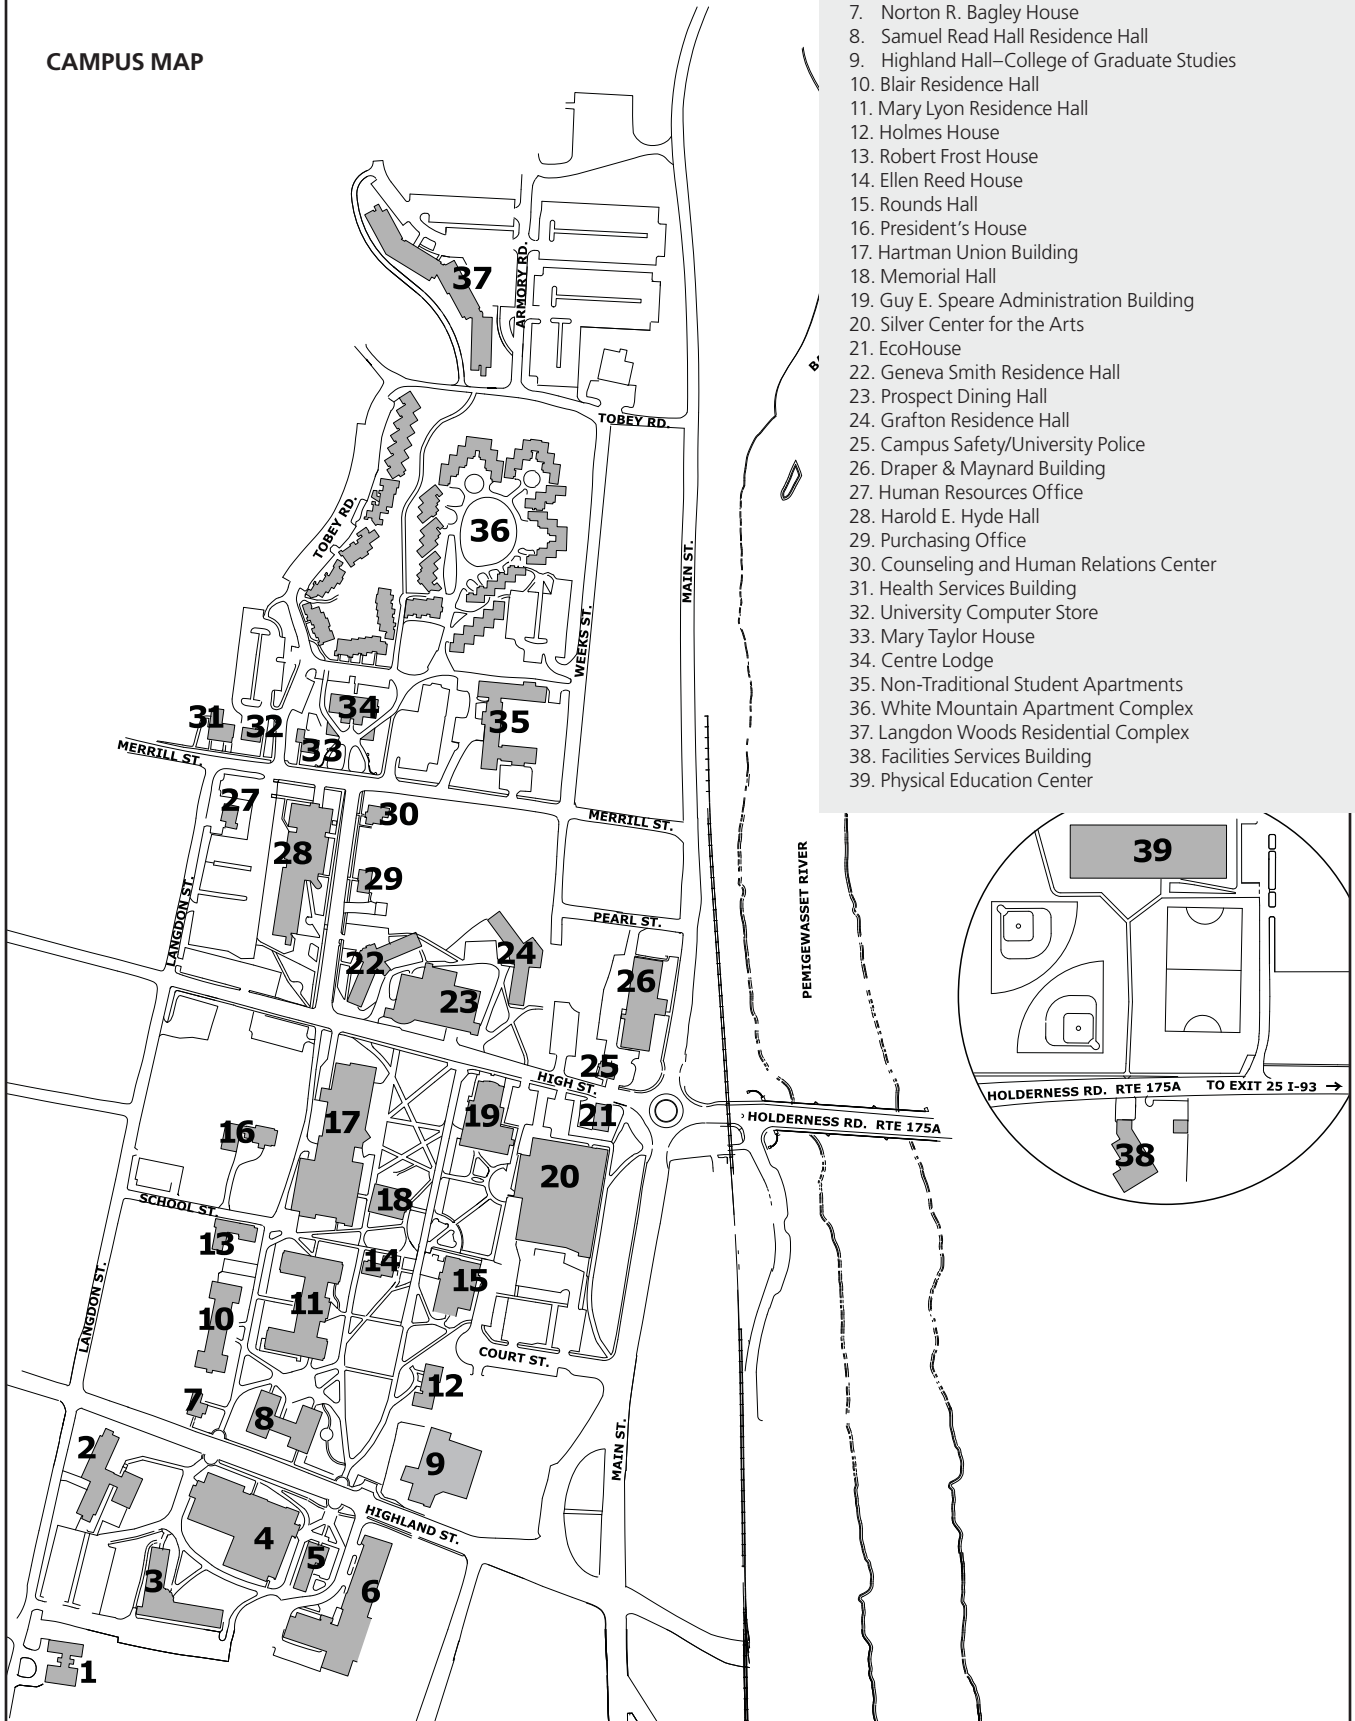 CAMPUS MAP
7. Norton R. Bagley House
8. Samuel Read Hall Residence Hall
9. Highland Hall–College of Graduate Studies
10. Blair Residence Hall
11. Mary Lyon Residence Hall
12. Holmes House
13. Robert Frost House
14. Ellen Reed House
15. Rounds Hall
16. President’s House
17. Hartman Union Building
18. Memorial Hall
19. Guy E. Speare Administration Building
20. Silver Center for the Arts
21. EcoHouse
22. Geneva Smith Residence Hall
23. Prospect Dining Hall
24. Grafton Residence Hall
25. Campus Safety/University Police
26. Draper & Maynard Building
27. Human Resources Office
28. Harold E. Hyde Hall
29. Purchasing Office
30. Counseling and Human Relations Center
31. Health Services Building
32. University Computer Store
33. Mary Taylor House
34. Centre Lodge
35. Non-Traditional Student Apartments
36. White Mountain Apartment Complex
37. Langdon Woods Residential Complex
38. Facilities Services Building
39. Physical Education Center
37
ARMORY RD.
TOBEY RD.
TOBEY RD.
36
MAIN ST.
WEEKS ST.
31
32
34
33
35
MERRILL ST.
27
30
MERRILL ST.
28
29
39
LANGDON ST.
PEARL ST.
PEMIGEWASSET RIVER
22
24
23
26
25
HIGH ST.
HOLDERNESS RD. RTE 175A
TO EXIT 25 I-93
16
17
19
21
HOLDERNESS RD. RTE 175A
38
20
18
SCHOOL ST.
13
14
15
LANGDON ST.
10
11
COURT ST.
12
7
8
MAIN ST.
2
9
HIGHLAND ST.
4
5
3
6
1